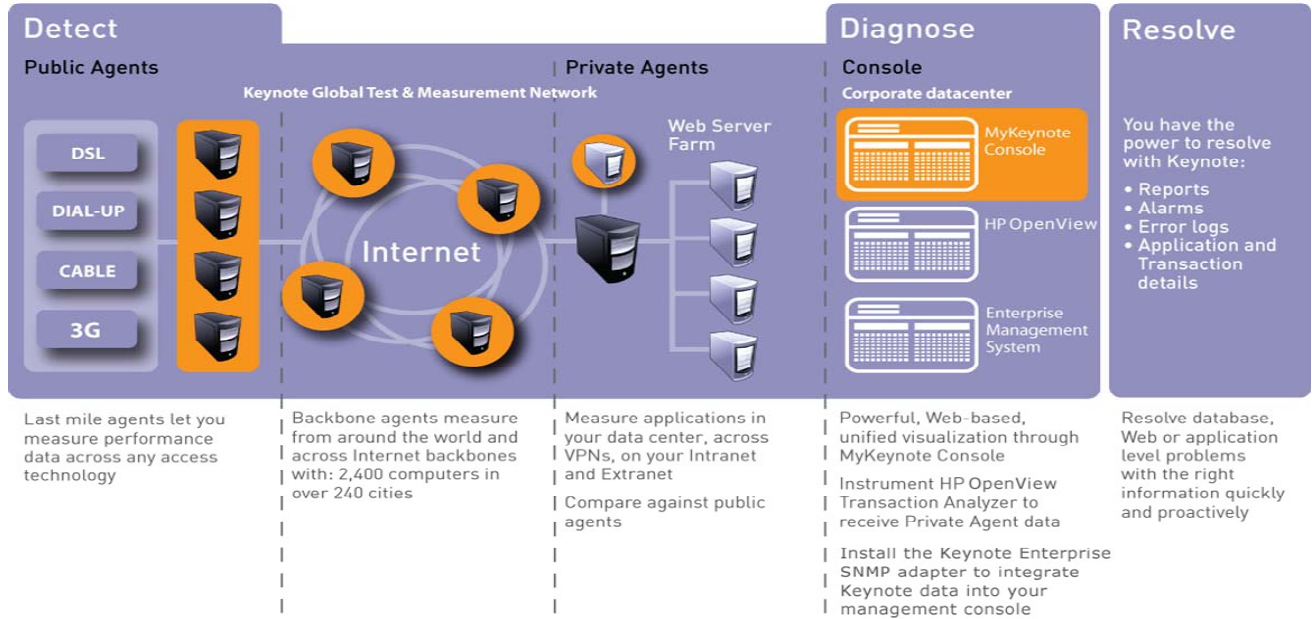 Detect
Public Agents
Private Agents
Keynote Global Test & Measurement Network
DSL
DIAL-UP
CABLE
3G
Internet
Web Server
Farm
Diagnose
Console
Corporate datacenter
MyKeynote
Console
HP OpenView
Enterprise
Management
System
Resolve
You have the
power to resolve
with Keynote:
• Reports
• Alarms
• Error logs
• Application and
Transaction
details
Last mile agents let you
measure performance
data across any access
technology
Backbone agents measure
from around the world and
across Internet backbones
with: 2,400 computers in
over 240 cities
Measure applications in
your data center, across
VPNs, on your Intranet
and Extranet
Compare against public
agents
Powerful, Web-based,
unified visualization through
MyKeynote Console
Instrument HP OpenView
Transaction Analyzer to
receive Private Agent data
Install the Keynote Enterprise
SNMP adapter to integrate
Keynote data into your
management console
Resolve database,
Web or application
level problems
with the right
information quickly
and proactively